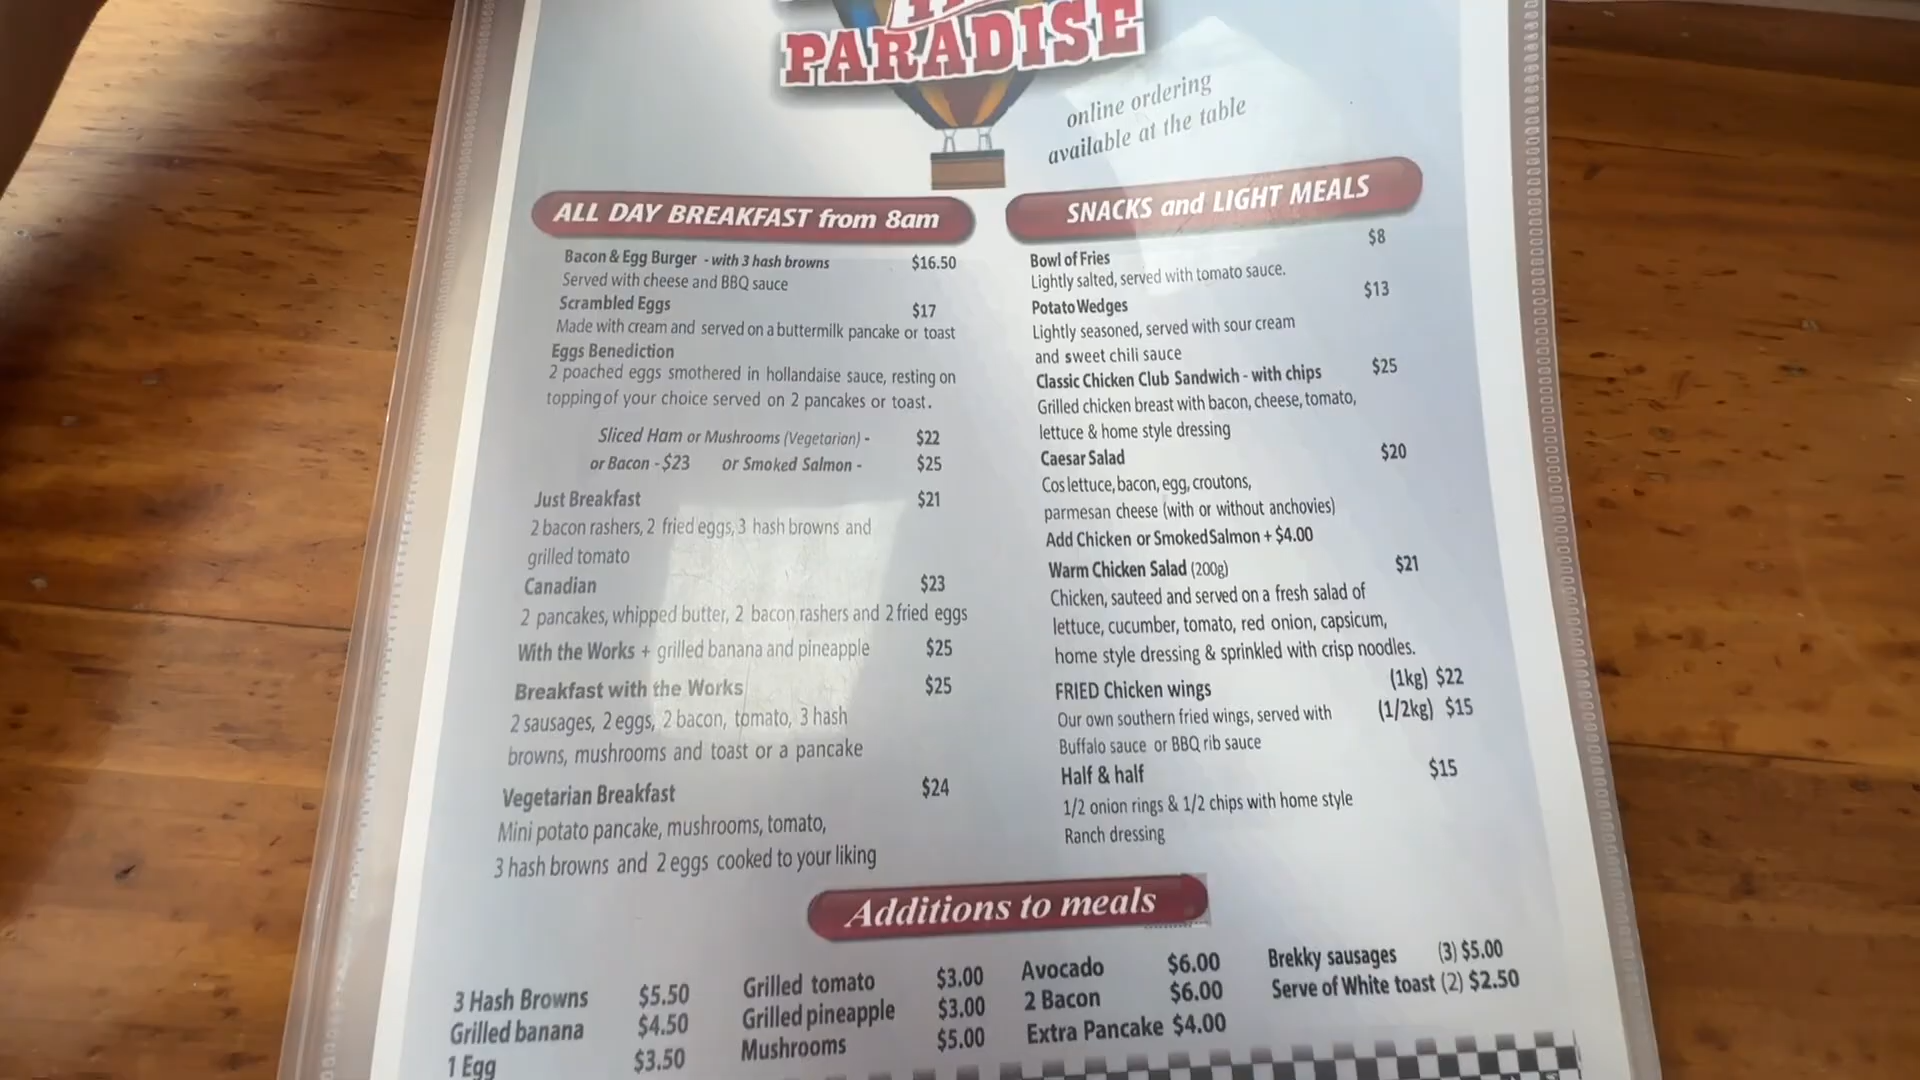 PARADISE
online ordering
available at the table
ALL DAY BREAKFAST from 8am
Bacon & Egg Burger - with 3 hash browns $16.50
Served with cheese and BBQ sauce
Scrambled Eggs $17
Made with cream and served on a buttermilk pancake or toast
Eggs Benediction
2 poached eggs smothered in hollandaise sauce, resting on
topping of your choice served on 2 pancakes or toast.
Sliced Ham or Mushrooms (Vegetarian) - $22
or Bacon - $23 or Smoked Salmon - $25
Just Breakfast $21
2 bacon rashers, 2 fried eggs, 3 hash browns and
grilled tomato
Canadian $23
2 pancakes, whipped butter, 2 bacon rashers and 2 fried eggs
With the Works + grilled banana and pineapple $25
Breakfast with the Works $25
2 sausages, 2 eggs, 2 bacon, tomato, 3 hash
browns, mushrooms and toast or a pancake
Vegetarian Breakfast $24
Mini potato pancake, mushrooms, tomato,
3 hash browns and 2 eggs cooked to your liking
SNACKS and LIGHT MEALS
Bowl of Fries $8
Lightly salted, served with tomato sauce.
Potato Wedges $13
Lightly seasoned, served with sour cream
and sweet chili sauce
Classic Chicken Club Sandwich - with chips $25
Grilled chicken breast with bacon, cheese, tomato,
lettuce & home style dressing
Caesar Salad $20
Cos lettuce, bacon, egg, croutons,
parmesan cheese (with or without anchovies)
Add Chicken or Smoked Salmon + $4.00
Warm Chicken Salad (200g) $21
Chicken, sauteed and served on a fresh salad of
lettuce, cucumber, tomato, red onion, capsicum,
home style dressing & sprinkled with crisp noodles.
FRIED Chicken wings (1kg) $22
Our own southern fried wings, served with (1/2kg) $15
Buffalo sauce or BBQ rib sauce
Half & half $15
1/2 onion rings & 1/2 chips with home style
Ranch dressing
Additions to meals
3 Hash Browns $5.50
Grilled banana $4.50
1 Egg $3.50
Grilled tomato $3.00
Grilled pineapple $3.00
Mushrooms $5.00
Avocado $6.00
2 Bacon $6.00
Extra Pancake $4.00
Brekky sausages (3) $5.00
Serve of White toast (2) $2.50